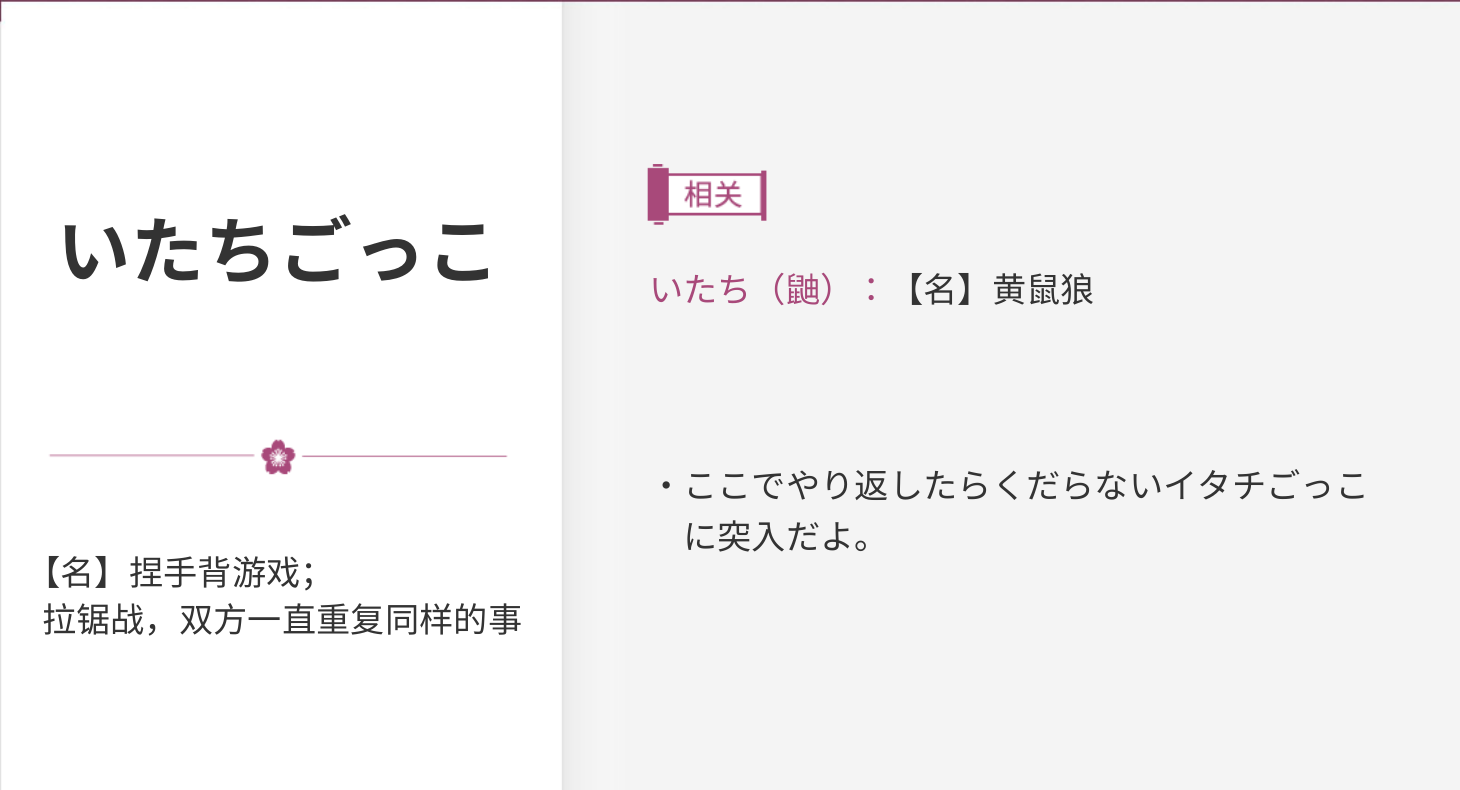 いたちごっこ
【名】捏手背游戏；
拉锯战，双方一直重复同样的事
相关
いたち（鼬）：【名】黄鼠狼
・ここでやり返したらくだらないイタチごっこ
に突入だよ。